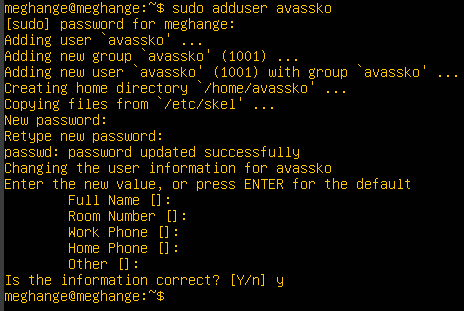 meghange@meghange:~$ sudo adduser avassko
[sudo] password for meghange:
Adding user `avassko' ...
Adding new group `avassko' (1001) ...
Adding new user `avassko' (1001) with group `avassko' ...
Creating home directory `/home/avassko' ...
Copying files from `/etc/skel' ...
New password:
Retype new password:
passwd: password updated successfully
Changing the user information for avassko
Enter the new value, or press ENTER for the default
        Full Name []:
        Room Number []:
        Work Phone []:
        Home Phone []:
        Other []:
Is the information correct? [Y/n] y
meghange@meghange:~$